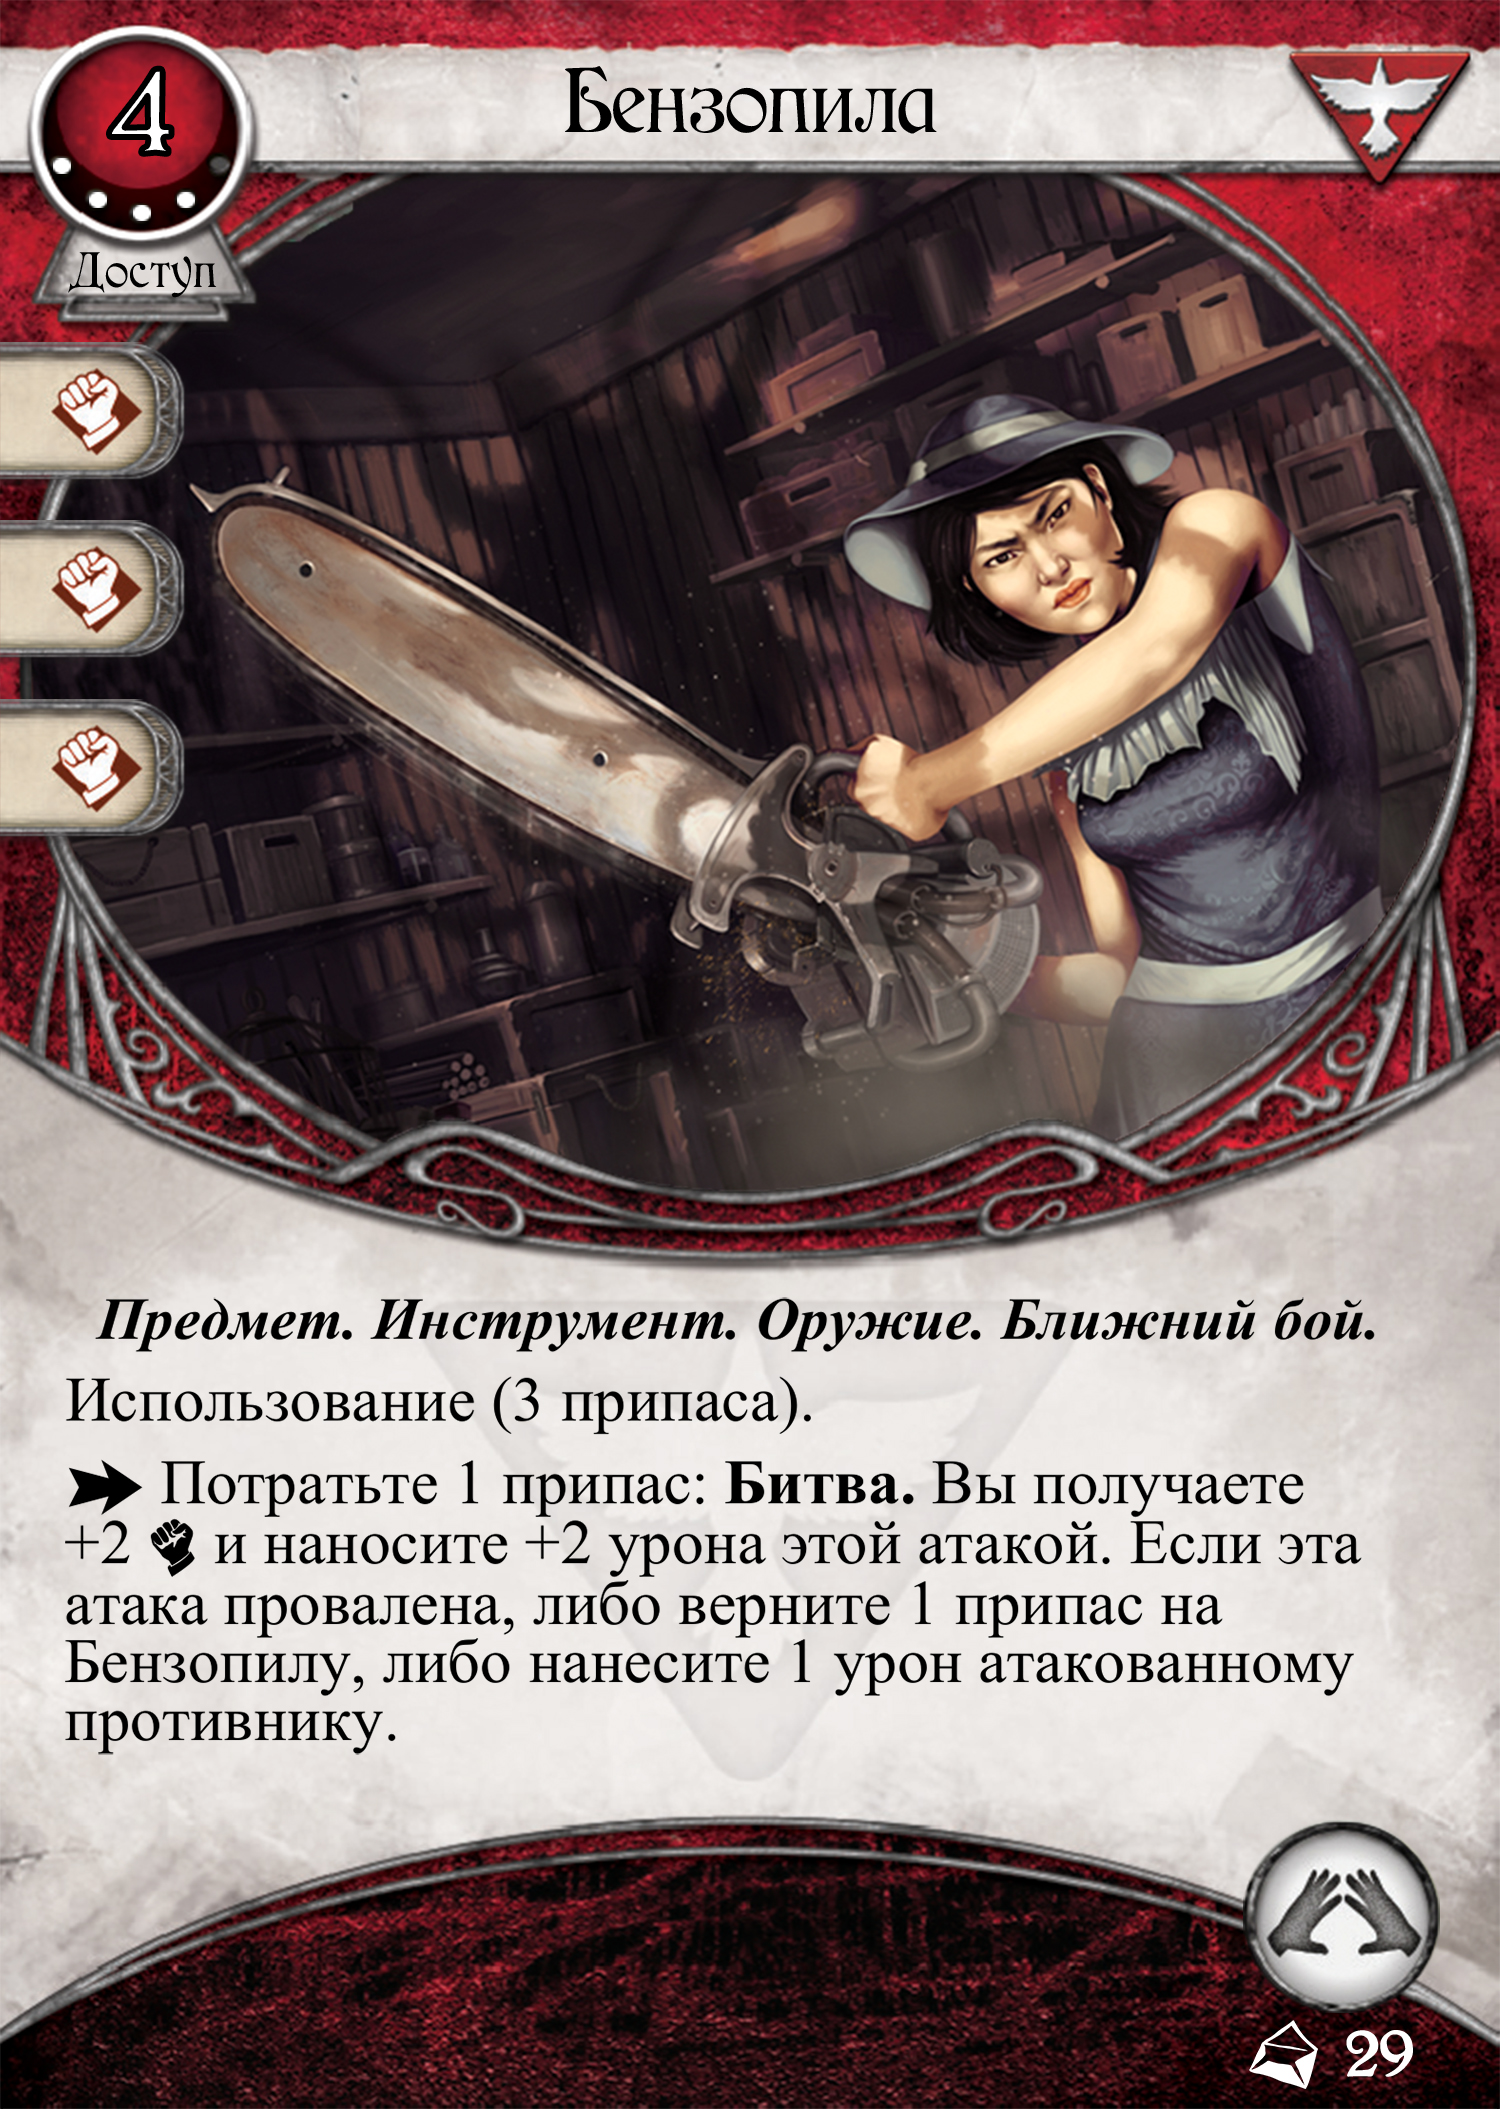 4
Бензопила
Доступ
Предмет. Инструмент. Оружие. Ближний бой.
Использование (3 припаса).
Потратьте 1 припас: Битва. Вы получаете
+2 и наносите +2 урона этой атакой. Если эта
атака провалена, либо верните 1 припас на
Бензопилу, либо нанесите 1 урон атакованному
противнику.
29